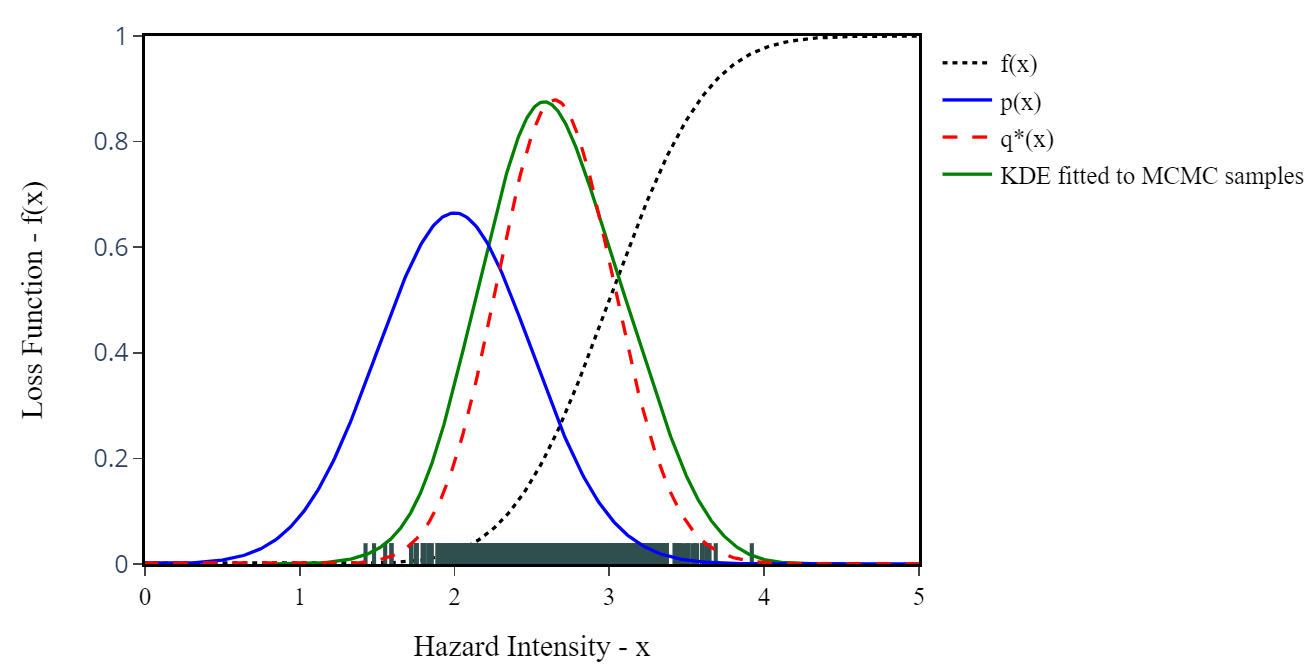 1
0.8
0.6
0.4
0.2
0
0 1 2 3 4 5
Loss Function - f(x)
Hazard Intensity - x
f(x)
p(x)
q*(x)
KDE fitted to MCMC samples